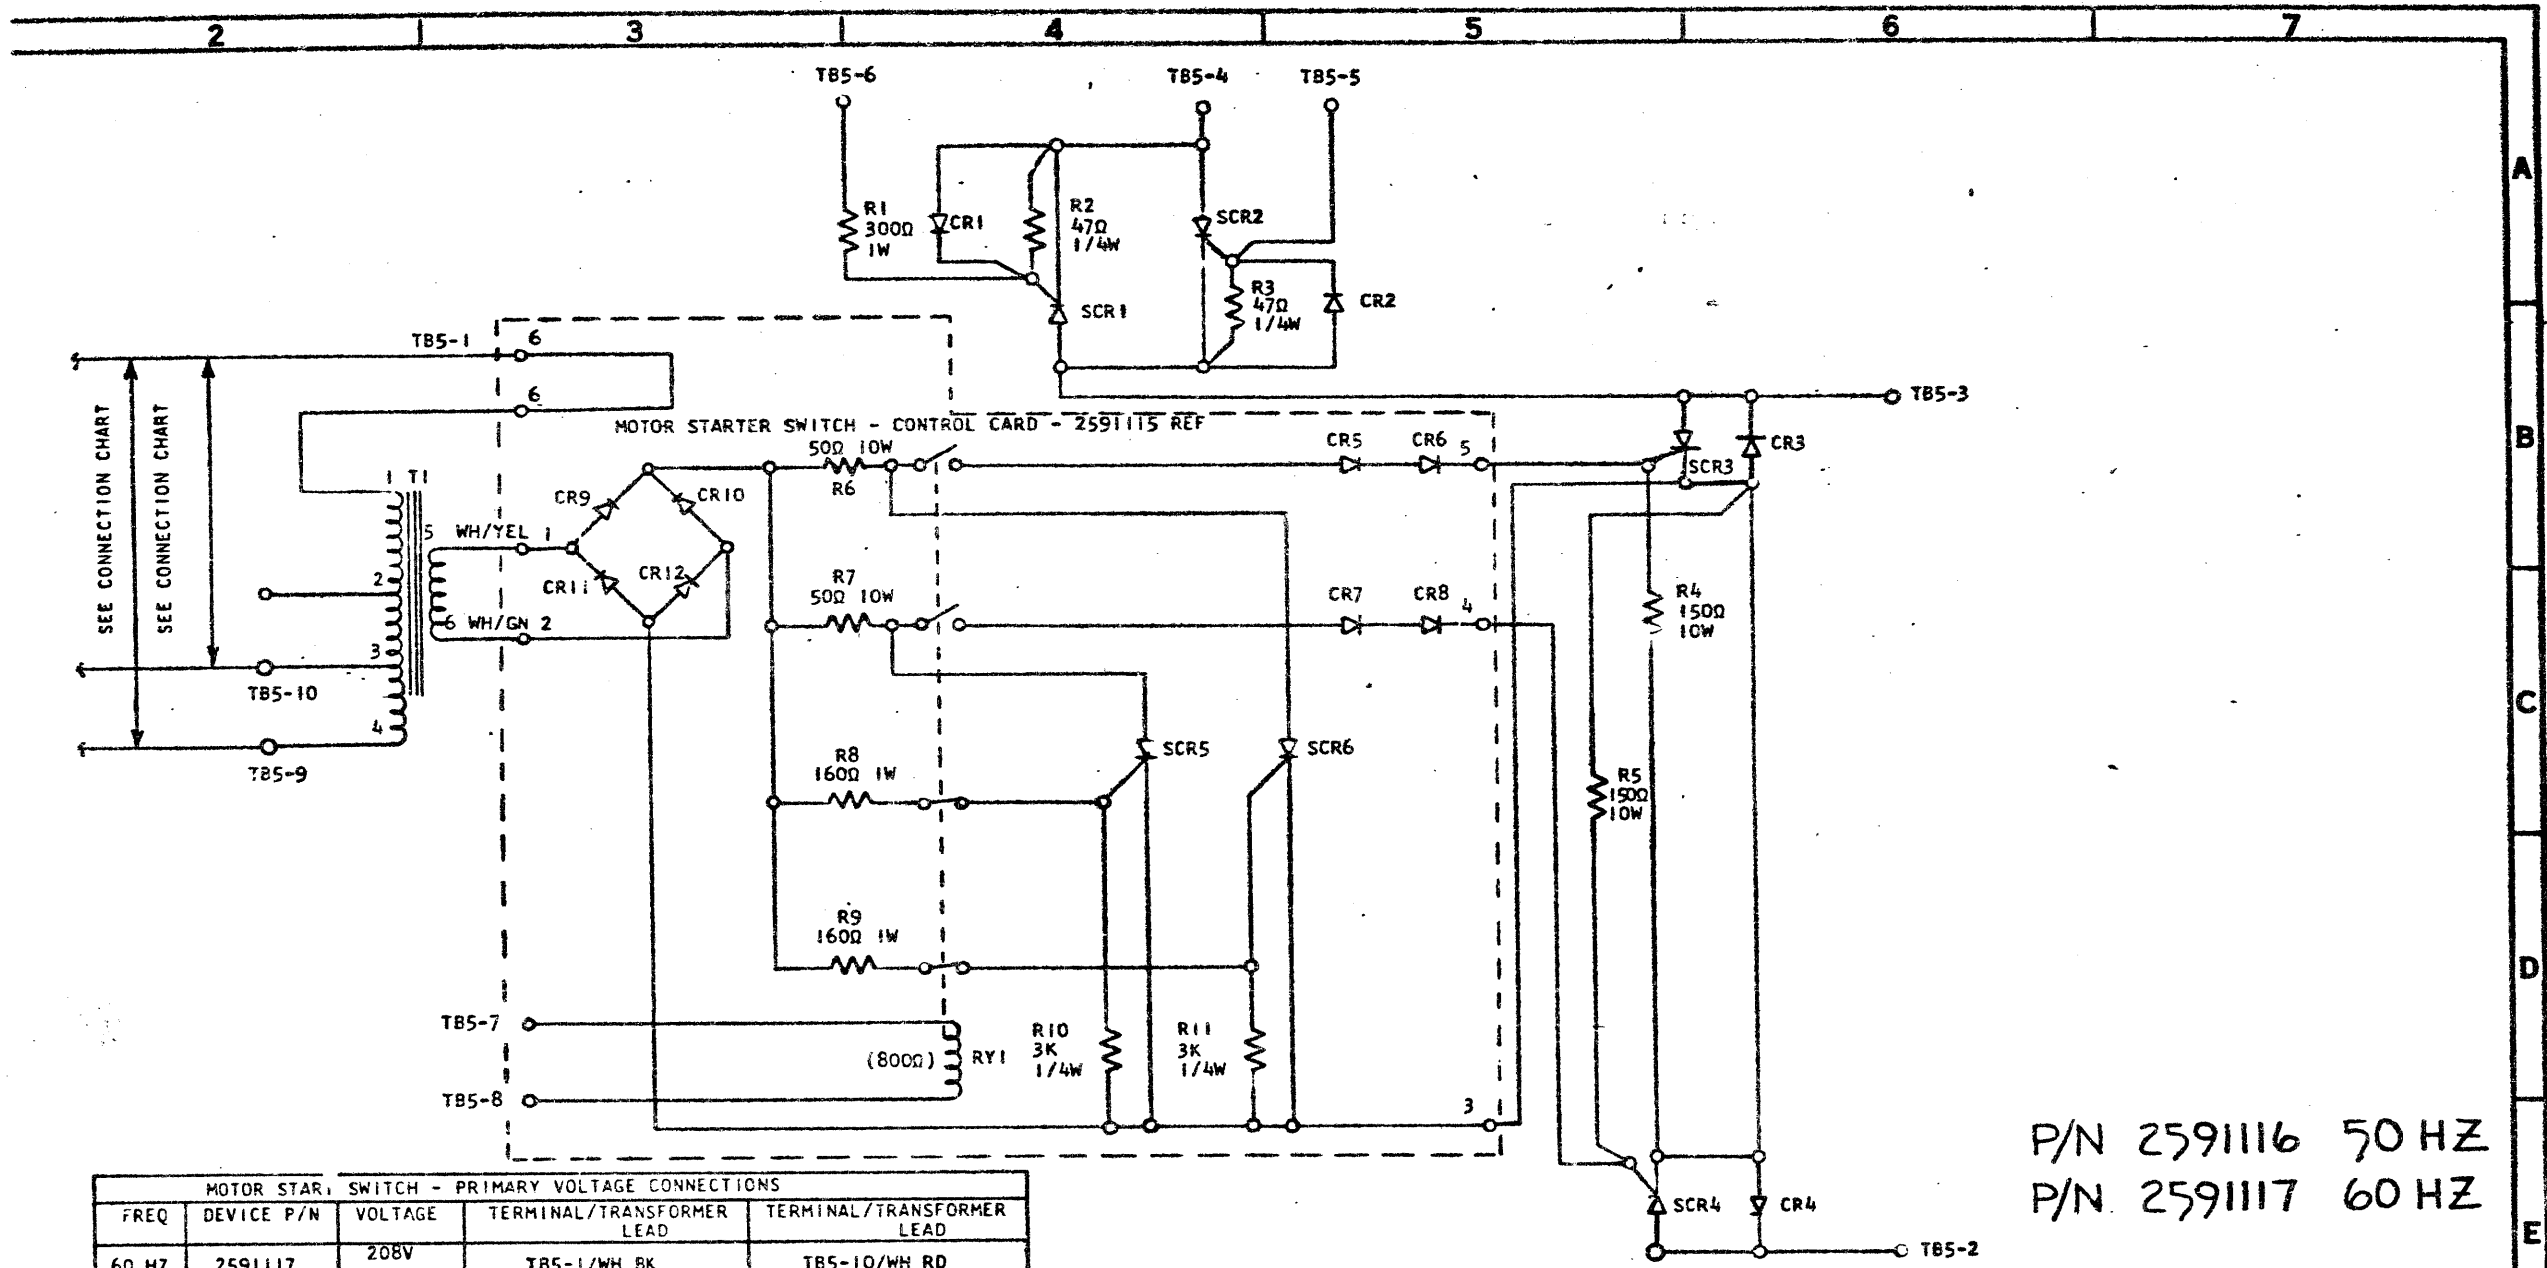 2 3 4 5 6 7
TB5-6 TB5-4 TB5-5
A
R1
300Ω
1W
CR1
R2
47Ω
1/4W
SCR2
R3
47Ω
1/4W
CR2
SCR1
TB5-1 6
6
TB5-3
MOTOR STARTER SWITCH - CONTROL CARD - 2591115 REF
B
SEE CONNECTION CHART
SEE CONNECTION CHART
50Ω 10W
R6
CR5 CR6 5
SCR3 CR3
1 T1
CR9 CR10
5 WH/YEL 1
CR11 CR12
2
6 WH/GN 2
R7
50Ω 10W
CR7 CR8 4
R4
150Ω
10W
3
TB5-10
C
4
TB5-9
SCR5 SCR6
R8
160Ω 1W
R5
150Ω
10W
R9
160Ω 1W
D
TB5-7
(800Ω) RY1
R10
3K
1/4W
R11
3K
1/4W
TB5-8
3
P/N 2591116 50 HZ
P/N 2591117 60 HZ
SCR4 CR4
E
TB5-2
MOTOR STAR SWITCH - PRIMARY VOLTAGE CONNECTIONS
FREQ DEVICE P/N VOLTAGE TERMINAL/TRANSFORMER LEAD TERMINAL/TRANSFORMER LEAD
208V
60 HZ 2591117 TB5-1/WH BK TB5-10/WH RD